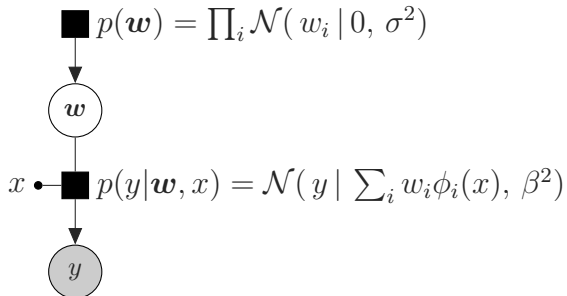 p(w) = ∏ᵢ 𝒩( wᵢ | 0, σ²)
w
x p(y|w, x) = 𝒩( y | ∑ᵢ wᵢϕᵢ(x), β²)
y